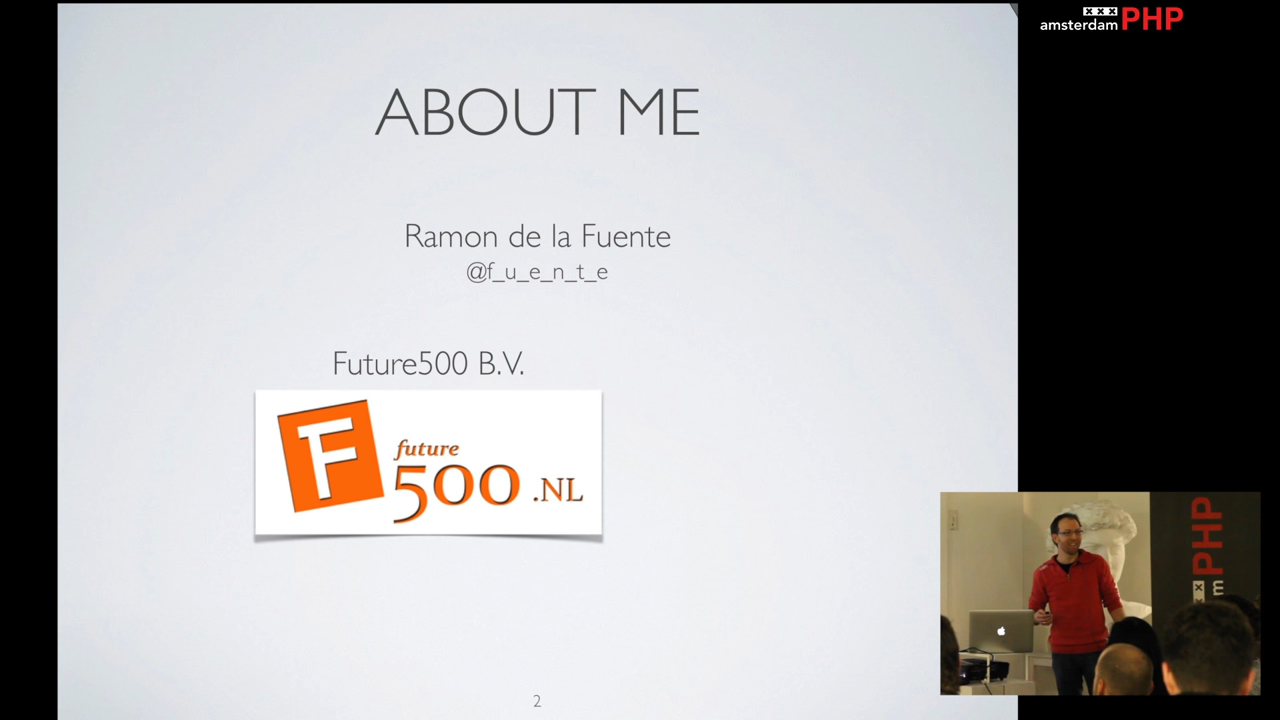 ABOUT ME
Ramon de la Fuente
@f_u_e_n_t_e
Future500 B.V.
F future
500 .NL
2
amsterdam PHP
PHP
m